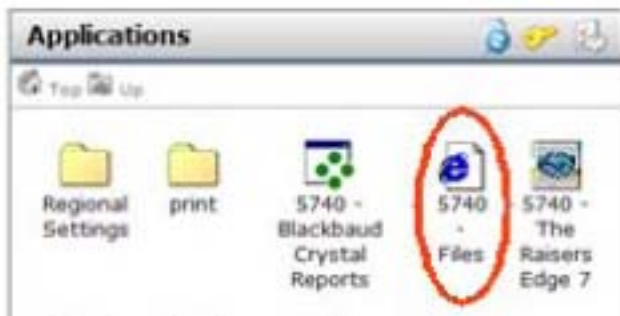 Applications
Top Up
Regional
Settings
print
5740 -
Blackbaud
Crystal
Reports
5740
-
Files
5740 -
The
Raisers
Edge 7